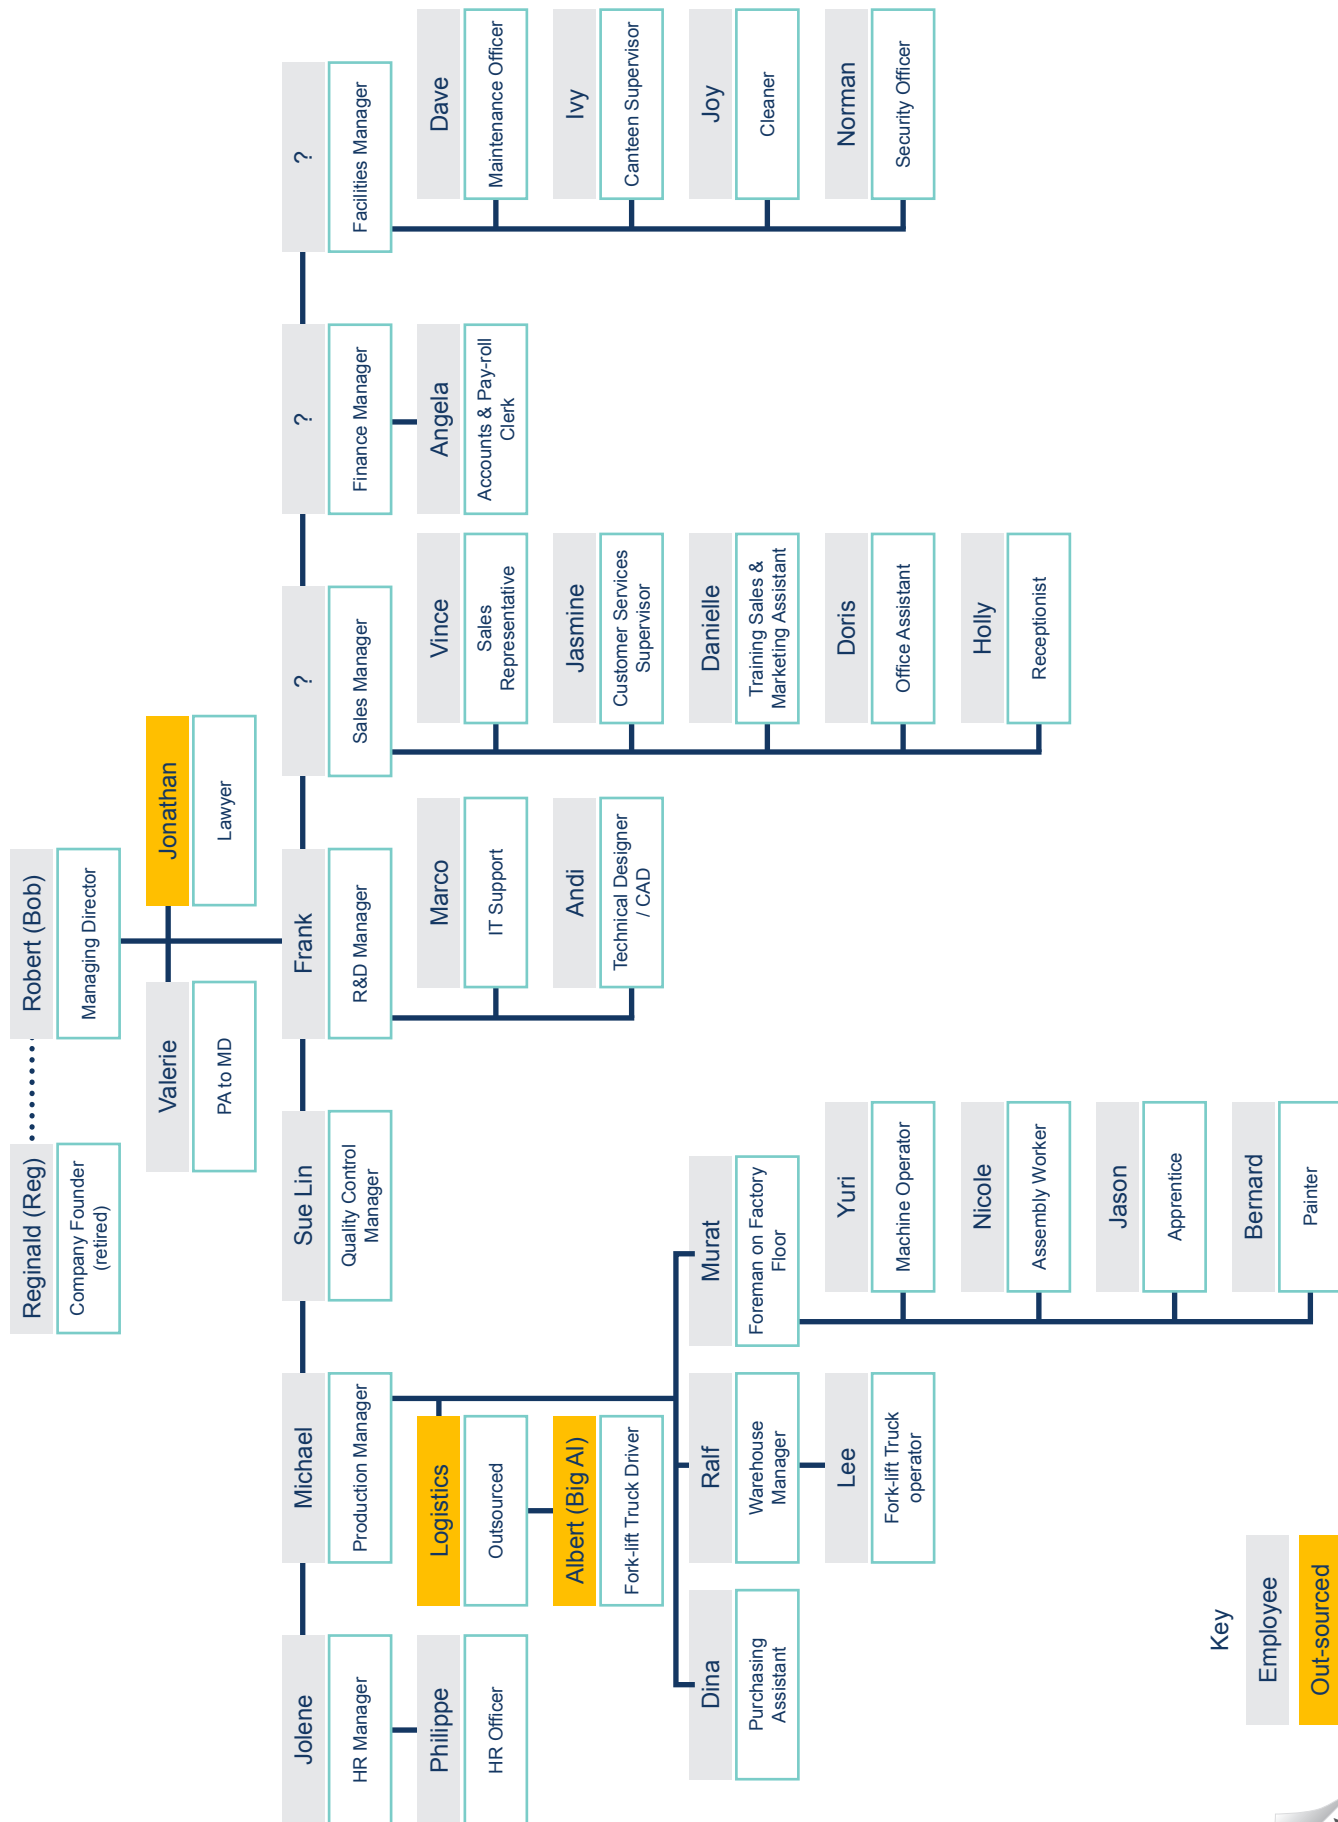 Reginald (Reg)
Company Founder
(retired)
Robert (Bob)
Managing Director
Valerie
PA to MD
Jonathan
Lawyer
Jolene
HR Manager
Michael
Production Manager
Sue Lin
Quality Control
Manager
Frank
R&D Manager
?
Sales Manager
?
Finance Manager
?
Facilities Manager
Philippe
HR Officer
Logistics
Outsourced
Albert (Big Al)
Fork-lift Truck Driver
Dina
Purchasing
Assistant
Ralf
Warehouse
Manager
Lee
Fork-lift Truck
operator
Murat
Foreman on Factory
Floor
Yuri
Machine Operator
Nicole
Assembly Worker
Jason
Apprentice
Bernard
Painter
Marco
IT Support
Andi
Technical Designer
/ CAD
Vince
Sales
Representative
Jasmine
Customer Services
Supervisor
Danielle
Training Sales &
Marketing Assistant
Doris
Office Assistant
Holly
Receptionist
Angela
Accounts & Pay-roll
Clerk
Dave
Maintenance Officer
Ivy
Canteen Supervisor
Joy
Cleaner
Norman
Security Officer
Key
Employee
Out-sourced